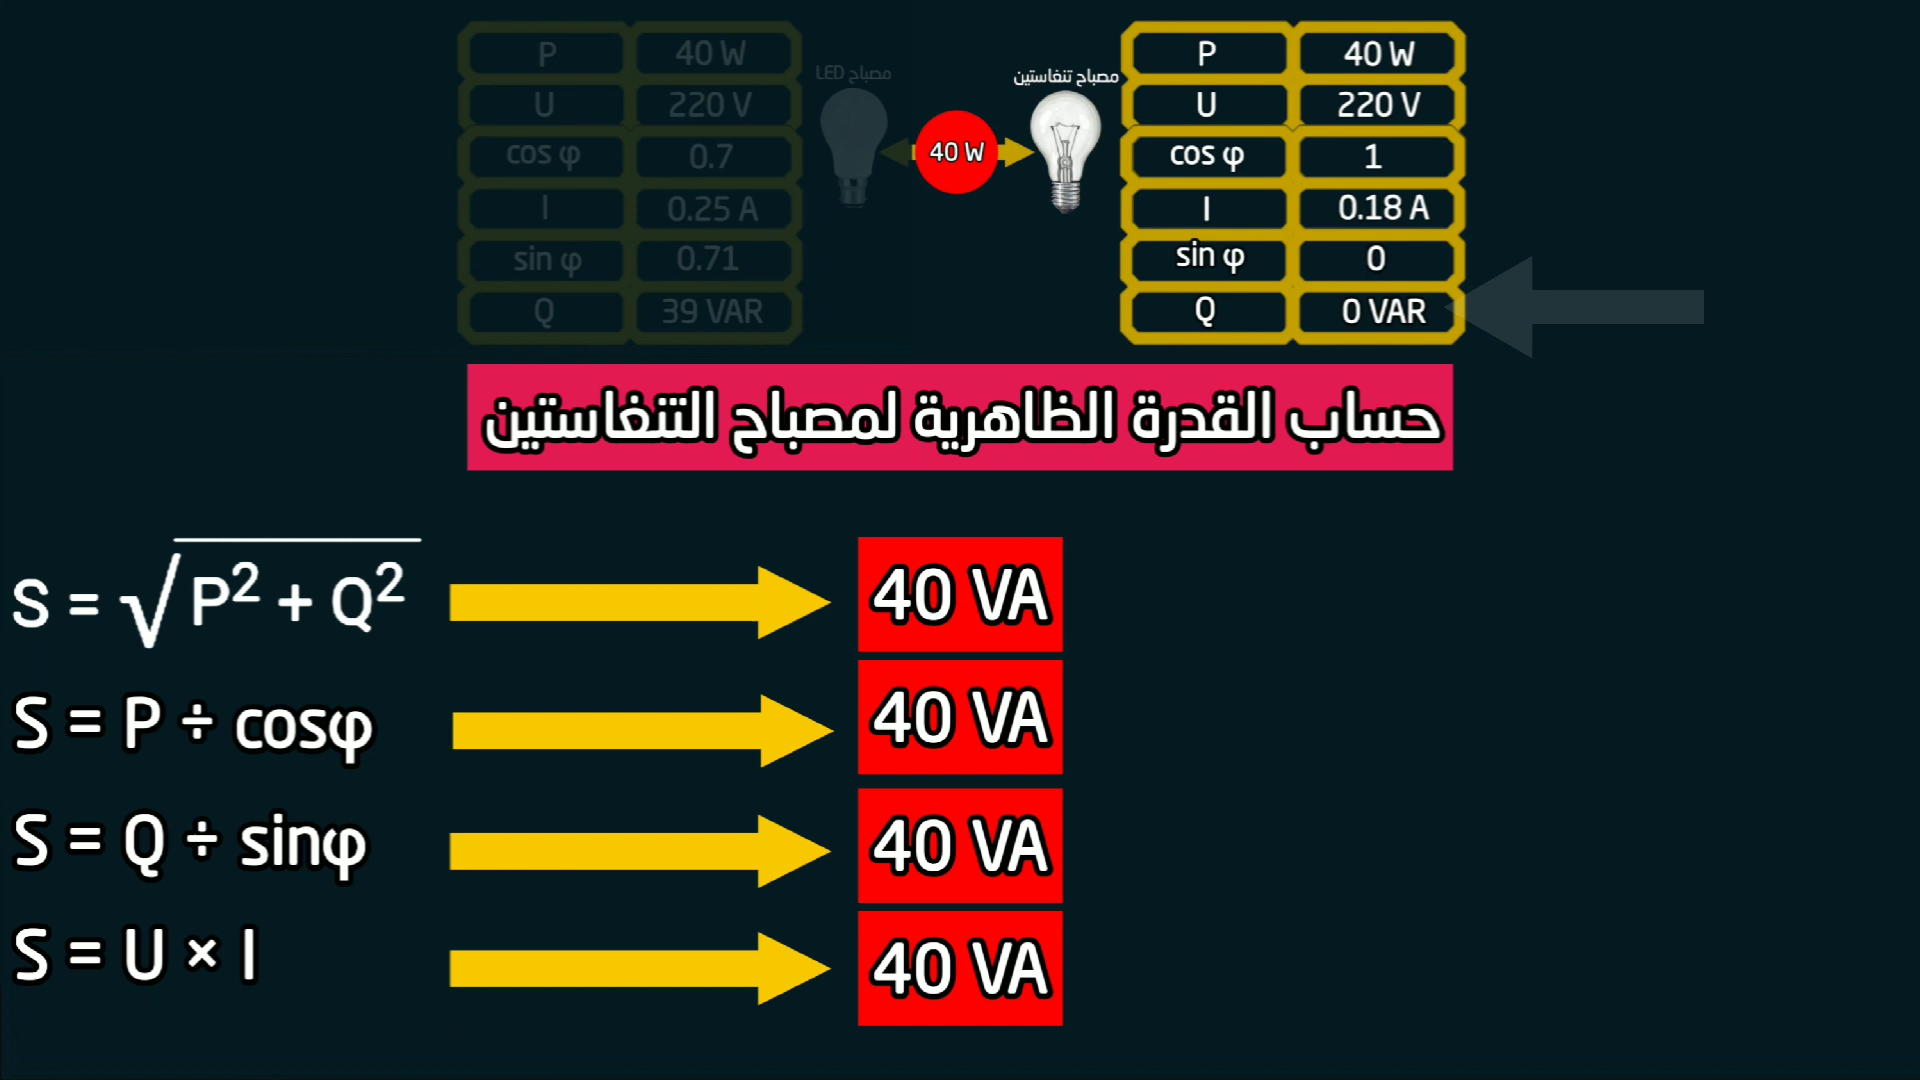 P 40 W
U 220 V
cos φ 0.7
I 0.25 A
sin φ 0.71
Q 39 VAR
مصباح LED
40 W
مصباح تنغاستين
P 40 W
U 220 V
cos φ 1
I 0.18 A
sin φ 0
Q 0 VAR
حساب القدرة الظاهرية لمصباح التنغاستين
S = √P² + Q² 40 VA
S = P ÷ cosφ 40 VA
S = Q ÷ sinφ 40 VA
S = U × I 40 VA